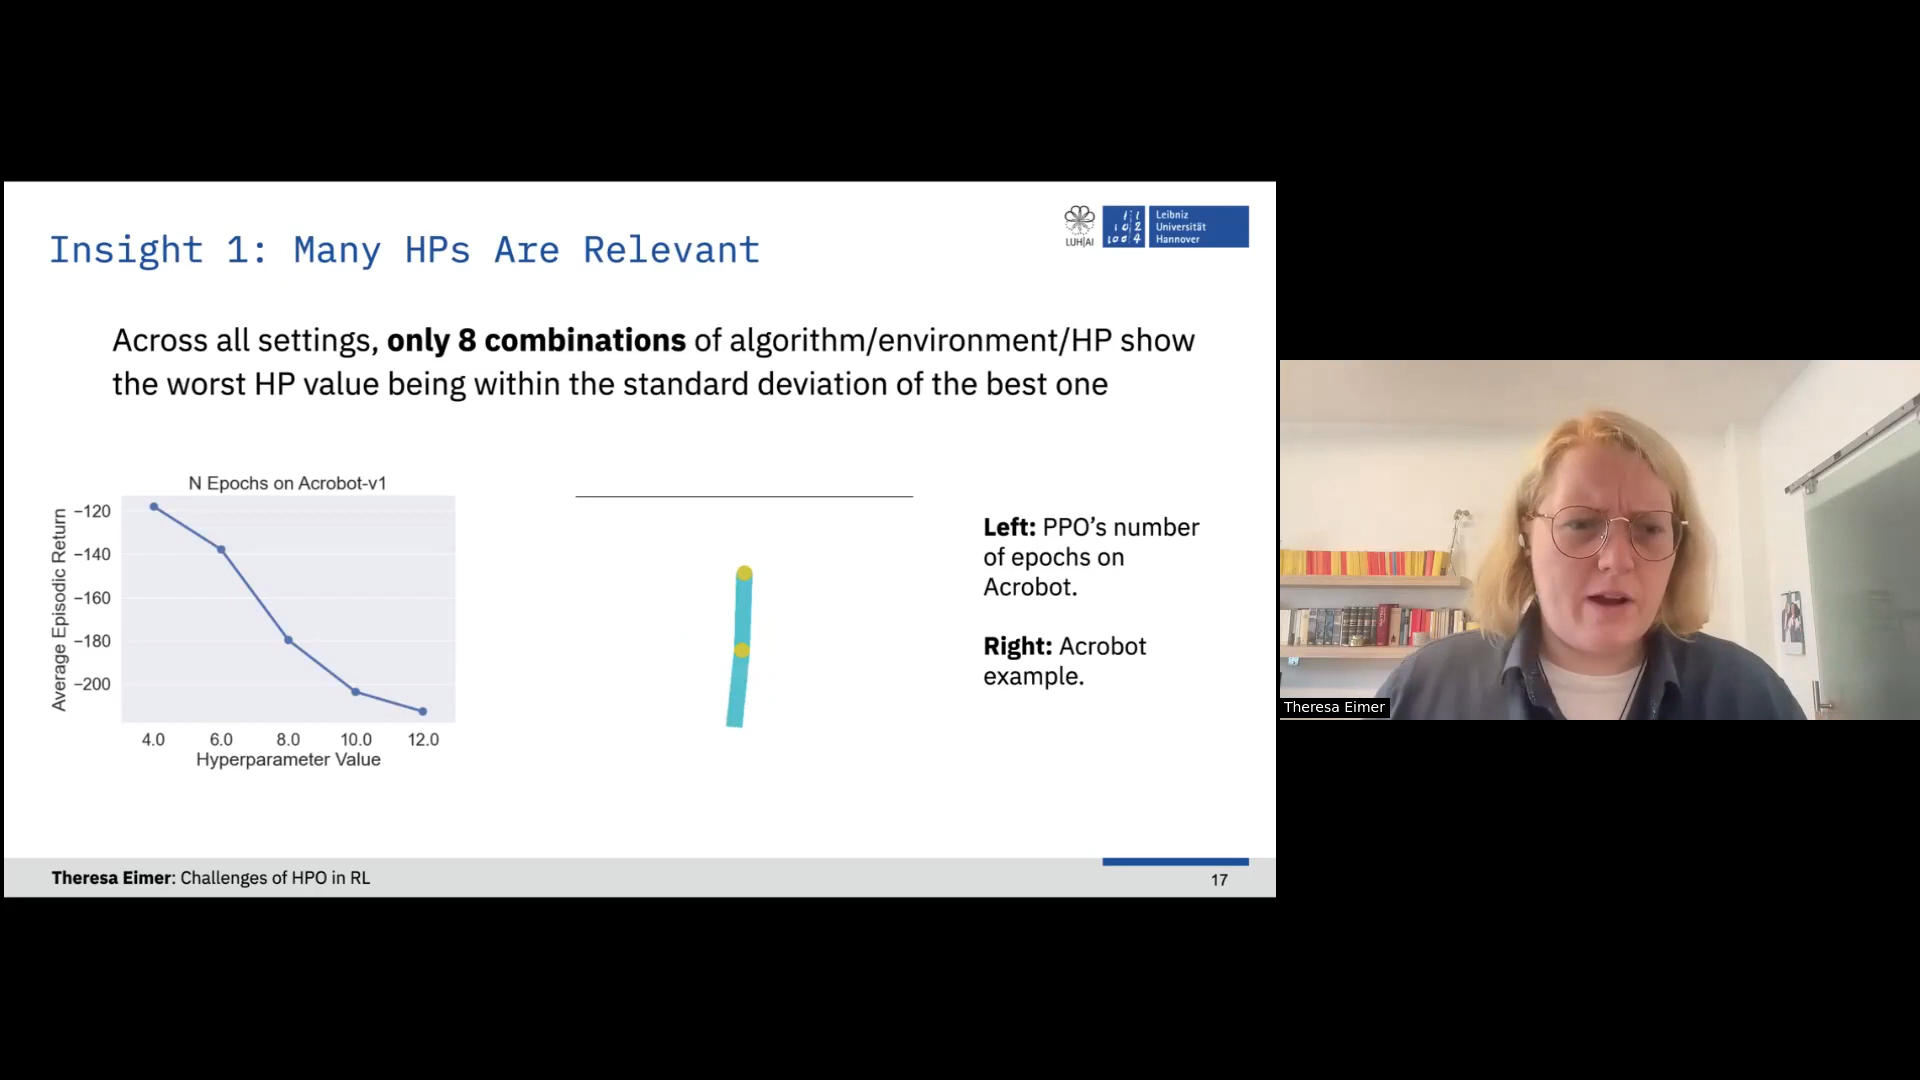 Insight 1: Many HPs Are Relevant
LUH|AI
Leibniz
Universität
Hannover
Across all settings, only 8 combinations of algorithm/environment/HP show
the worst HP value being within the standard deviation of the best one
N Epochs on Acrobot-v1
Average Episodic Return
−120
−140
−160
−180
−200
4.0 6.0 8.0 10.0 12.0
Hyperparameter Value
Left: PPO’s number
of epochs on
Acrobot.
Right: Acrobot
example.
Theresa Eimer: Challenges of HPO in RL
17
Theresa Eimer